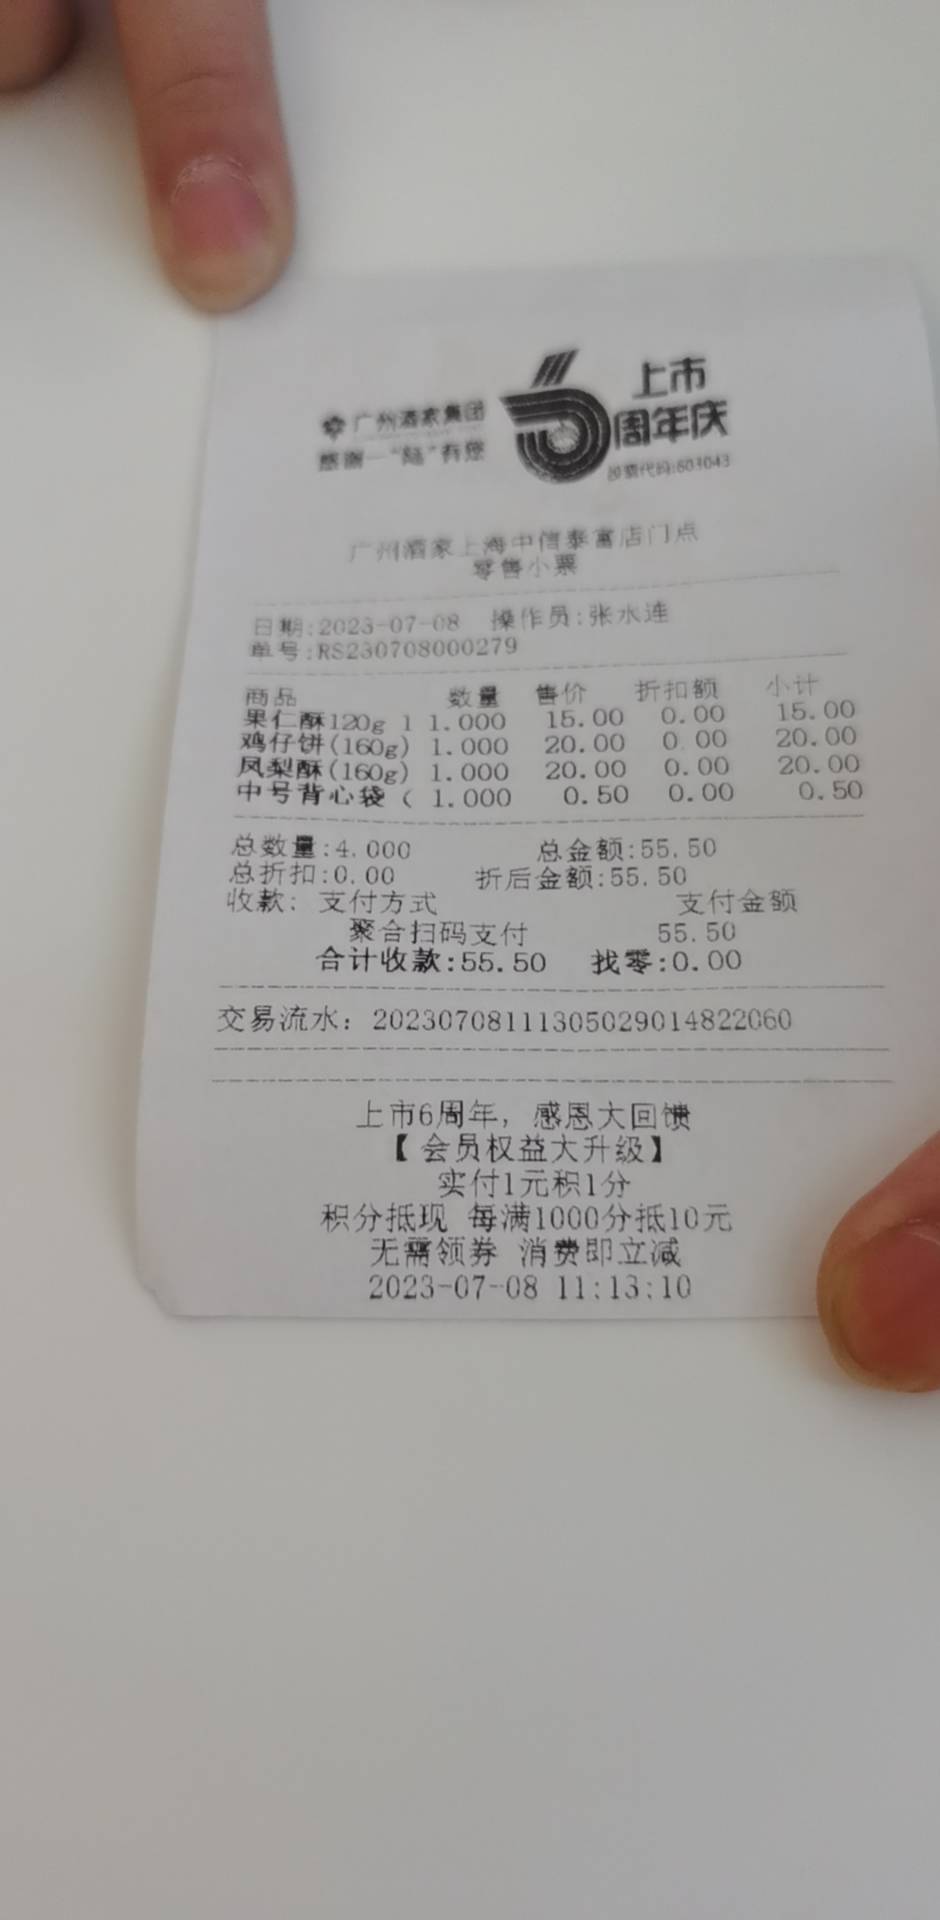 广州酒家集团
感谢一“陆”有您
6 上市
周年庆
股票代码:603043
广州酒家上海中信泰富店门点
零售小票
日期:2023-07-08 操作员:张水连
单号:RS230708000279
商品 数量 售价 折扣额 小计
果仁酥120g 1 1.000 15.00 0.00 15.00
鸡仔饼(160g) 1.000 20.00 0.00 20.00
凤梨酥(160g) 1.000 20.00 0.00 20.00
中号背心袋 ( 1.000 0.50 0.00 0.50
总数量:4.000 总金额:55.50
总折扣:0.00 折后金额:55.50
收款: 支付方式 支付金额
聚合扫码支付 55.50
合计收款:55.50 找零:0.00
交易流水: 2023070811113050290148​22060
上市6周年, 感恩大回馈
【 会员权益大升级】
实付1元积1分
积分抵现 每满1000分抵10元
无需领券 消费即立减
2023-07-08 11:13:10